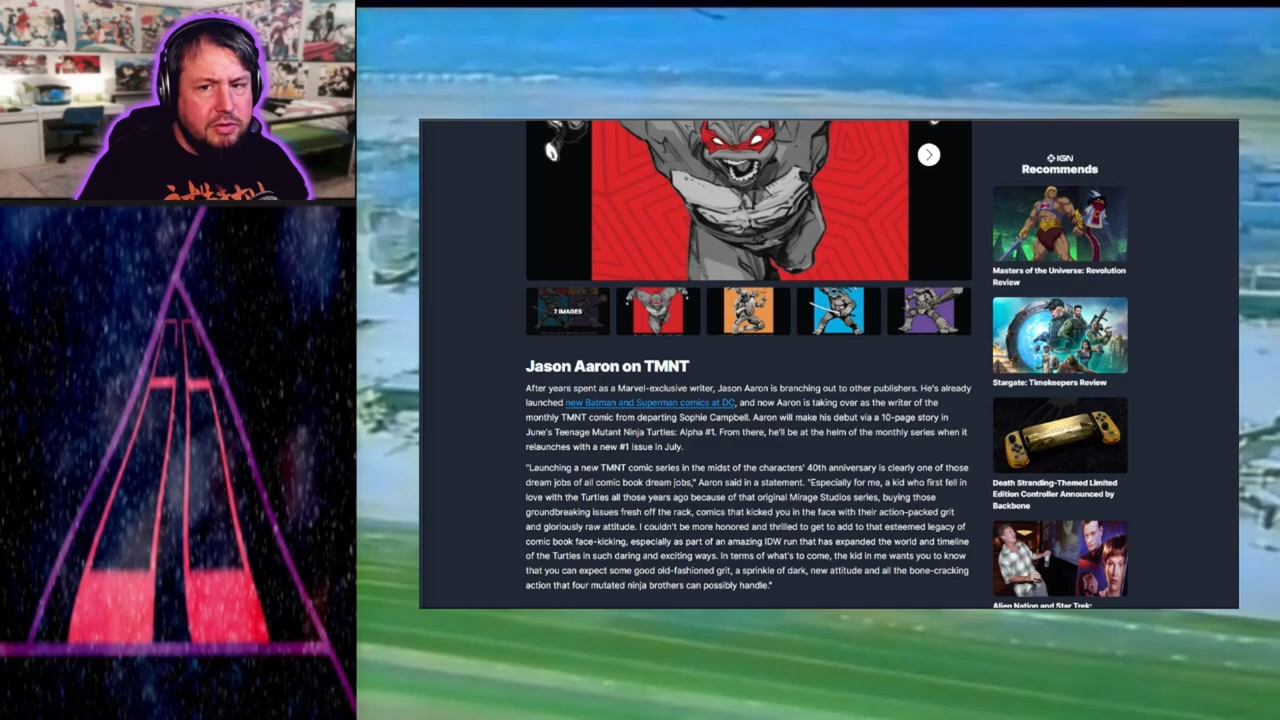 IGN
Recommends
7 IMAGES
Masters of the Universe: Revolution
Review
Stargate: Timekeepers Review
Death Stranding-Themed Limited
Edition Controller Announced by
Backbone
Alien Nation and Star Trek:
Jason Aaron on TMNT
After years spent as a Marvel-exclusive writer, Jason Aaron is branching out to other publishers. He's already
launched new Batman and Superman comics at DC, and now Aaron is taking over as the writer of the
monthly TMNT comic from departing Sophie Campbell. Aaron will make his debut via a 10-page story in
June's Teenage Mutant Ninja Turtles: Alpha #1. From there, he'll be at the helm of the monthly series when it
relaunches with a new #1 issue in July.
"Launching a new TMNT comic series in the midst of the characters' 40th anniversary is clearly one of those
dream jobs of all comic book dream jobs," Aaron said in a statement. "Especially for me, a kid who first fell in
love with the Turtles all those years ago because of that original Mirage Studios series, buying those
groundbreaking issues fresh off the rack, comics that kicked you in the face with their action-packed grit
and gloriously raw attitude. I couldn't be more honored and thrilled to get to add to that esteemed legacy of
comic book face-kicking, especially as part of an amazing IDW run that has expanded the world and timeline
of the Turtles in such daring and exciting ways. In terms of what's to come, the kid in me wants you to know
that you can expect some good old-fashioned grit, a sprinkle of dark, new attitude and all the bone-cracking
action that four mutated ninja brothers can possibly handle."